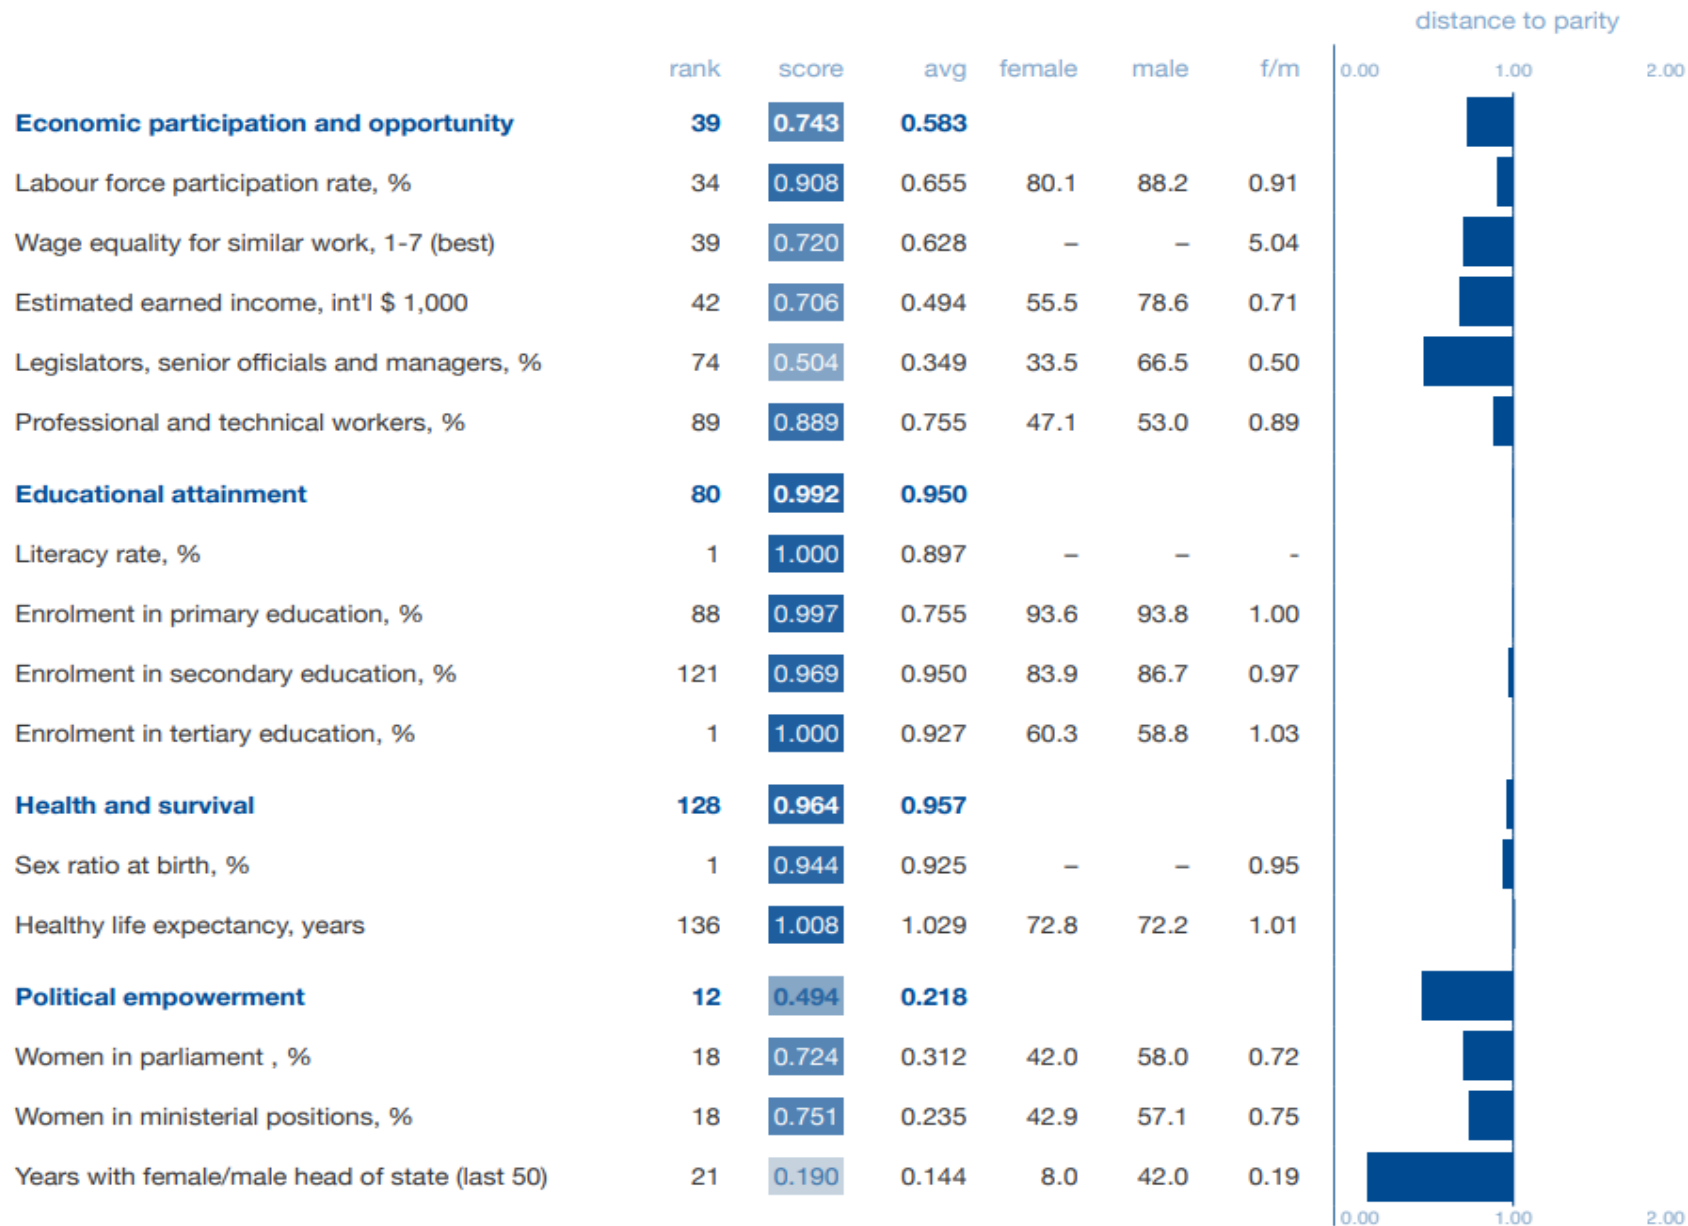 distance to parity
rank score avg female male f/m 0.00 1.00 2.00
Economic participation and opportunity 39 0.743 0.583
Labour force participation rate, % 34 0.908 0.655 80.1 88.2 0.91
Wage equality for similar work, 1-7 (best) 39 0.720 0.628 – – 5.04
Estimated earned income, int'l $ 1,000 42 0.706 0.494 55.5 78.6 0.71
Legislators, senior officials and managers, % 74 0.504 0.349 33.5 66.5 0.50
Professional and technical workers, % 89 0.889 0.755 47.1 53.0 0.89
Educational attainment 80 0.992 0.950
Literacy rate, % 1 1.000 0.897 – – -
Enrolment in primary education, % 88 0.997 0.755 93.6 93.8 1.00
Enrolment in secondary education, % 121 0.969 0.950 83.9 86.7 0.97
Enrolment in tertiary education, % 1 1.000 0.927 60.3 58.8 1.03
Health and survival 128 0.964 0.957
Sex ratio at birth, % 1 0.944 0.925 – – 0.95
Healthy life expectancy, years 136 1.008 1.029 72.8 72.2 1.01
Political empowerment 12 0.494 0.218
Women in parliament , % 18 0.724 0.312 42.0 58.0 0.72
Women in ministerial positions, % 18 0.751 0.235 42.9 57.1 0.75
Years with female/male head of state (last 50) 21 0.190 0.144 8.0 42.0 0.19
0.00 1.00 2.00